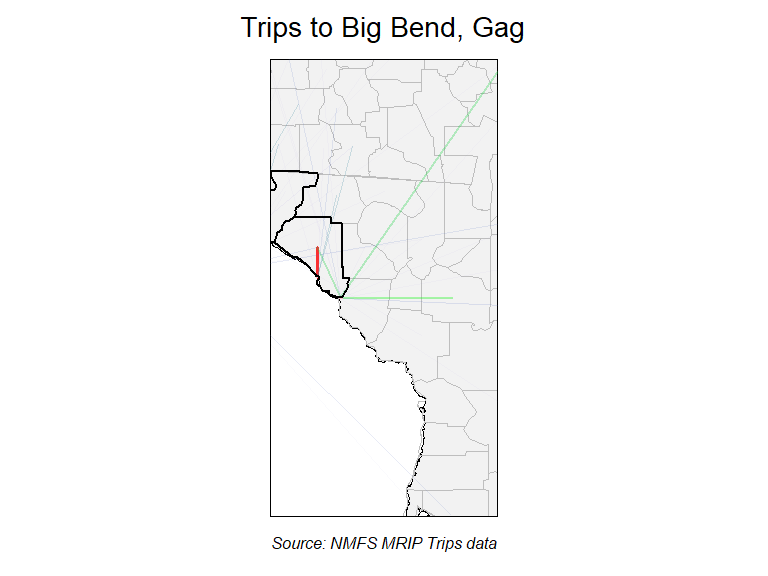 Trips to Big Bend, Gag
Source: NMFS MRIP Trips data